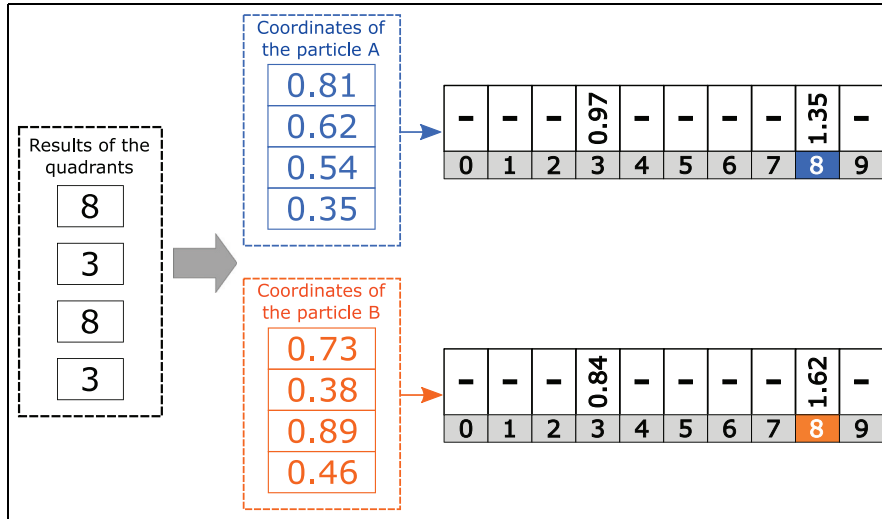 Results of the
quadrants
8
3
8
3
Coordinates of
the particle A
0.81
0.62
0.54
0.35
- - - 0.97 - - - - 1.35 -
0 1 2 3 4 5 6 7 8 9
Coordinates of
the particle B
0.73
0.38
0.89
0.46
- - - 0.84 - - - - 1.62 -
0 1 2 3 4 5 6 7 8 9